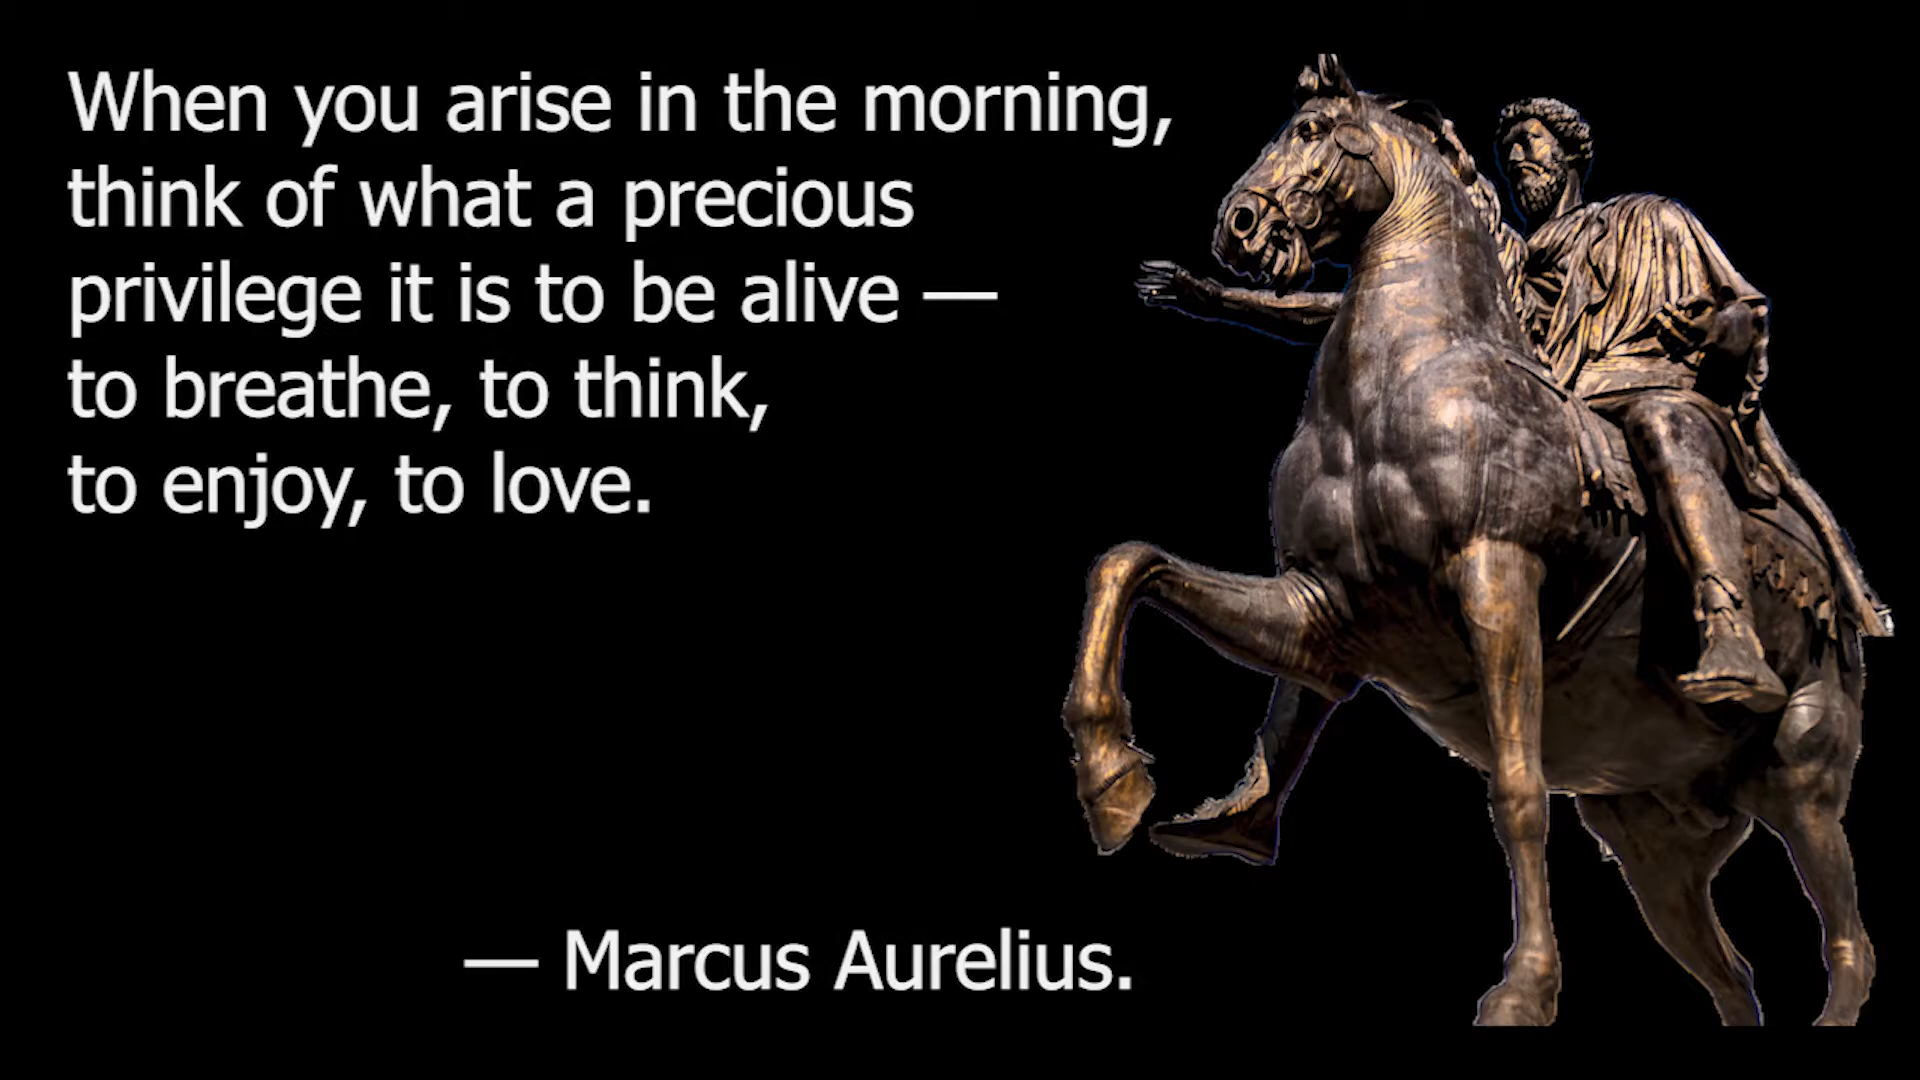 When you arise in the morning,
think of what a precious
privilege it is to be alive —
to breathe, to think,
to enjoy, to love.
— Marcus Aurelius.